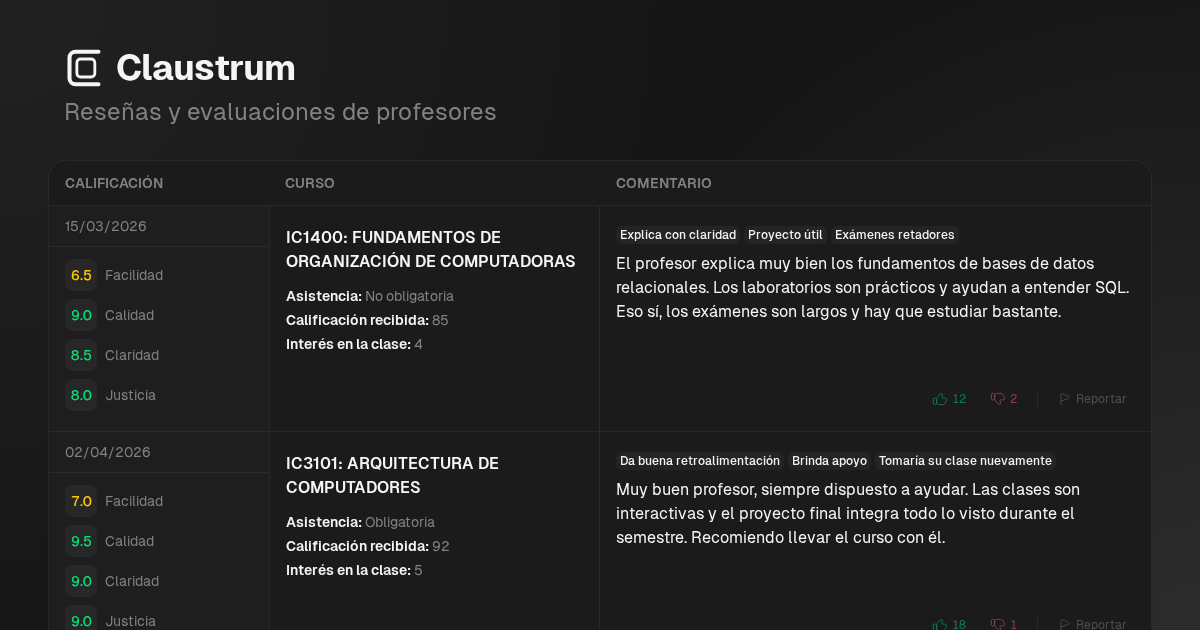 Claustrum
Reseñas y evaluaciones de profesores
CALIFICACIÓN
CURSO
COMENTARIO
15/03/2026
6.5 Facilidad
9.0 Calidad
8.5 Claridad
8.0 Justicia
IC1400: FUNDAMENTOS DE
ORGANIZACIÓN DE COMPUTADORAS
Asistencia: No obligatoria
Calificación recibida: 85
Interés en la clase: 4
Explica con claridad Proyecto útil Exámenes retadores
El profesor explica muy bien los fundamentos de bases de datos
relacionales. Los laboratorios son prácticos y ayudan a entender SQL.
Eso sí, los exámenes son largos y hay que estudiar bastante.
12 2 Reportar
02/04/2026
7.0 Facilidad
9.5 Calidad
9.0 Claridad
9.0 Justicia
IC3101: ARQUITECTURA DE
COMPUTADORES
Asistencia: Obligatoria
Calificación recibida: 92
Interés en la clase: 5
Da buena retroalimentación Brinda apoyo Tomaría su clase nuevamente
Muy buen profesor, siempre dispuesto a ayudar. Las clases son
interactivas y el proyecto final integra todo lo visto durante el
semestre. Recomiendo llevar el curso con él.
18 1 Reportar